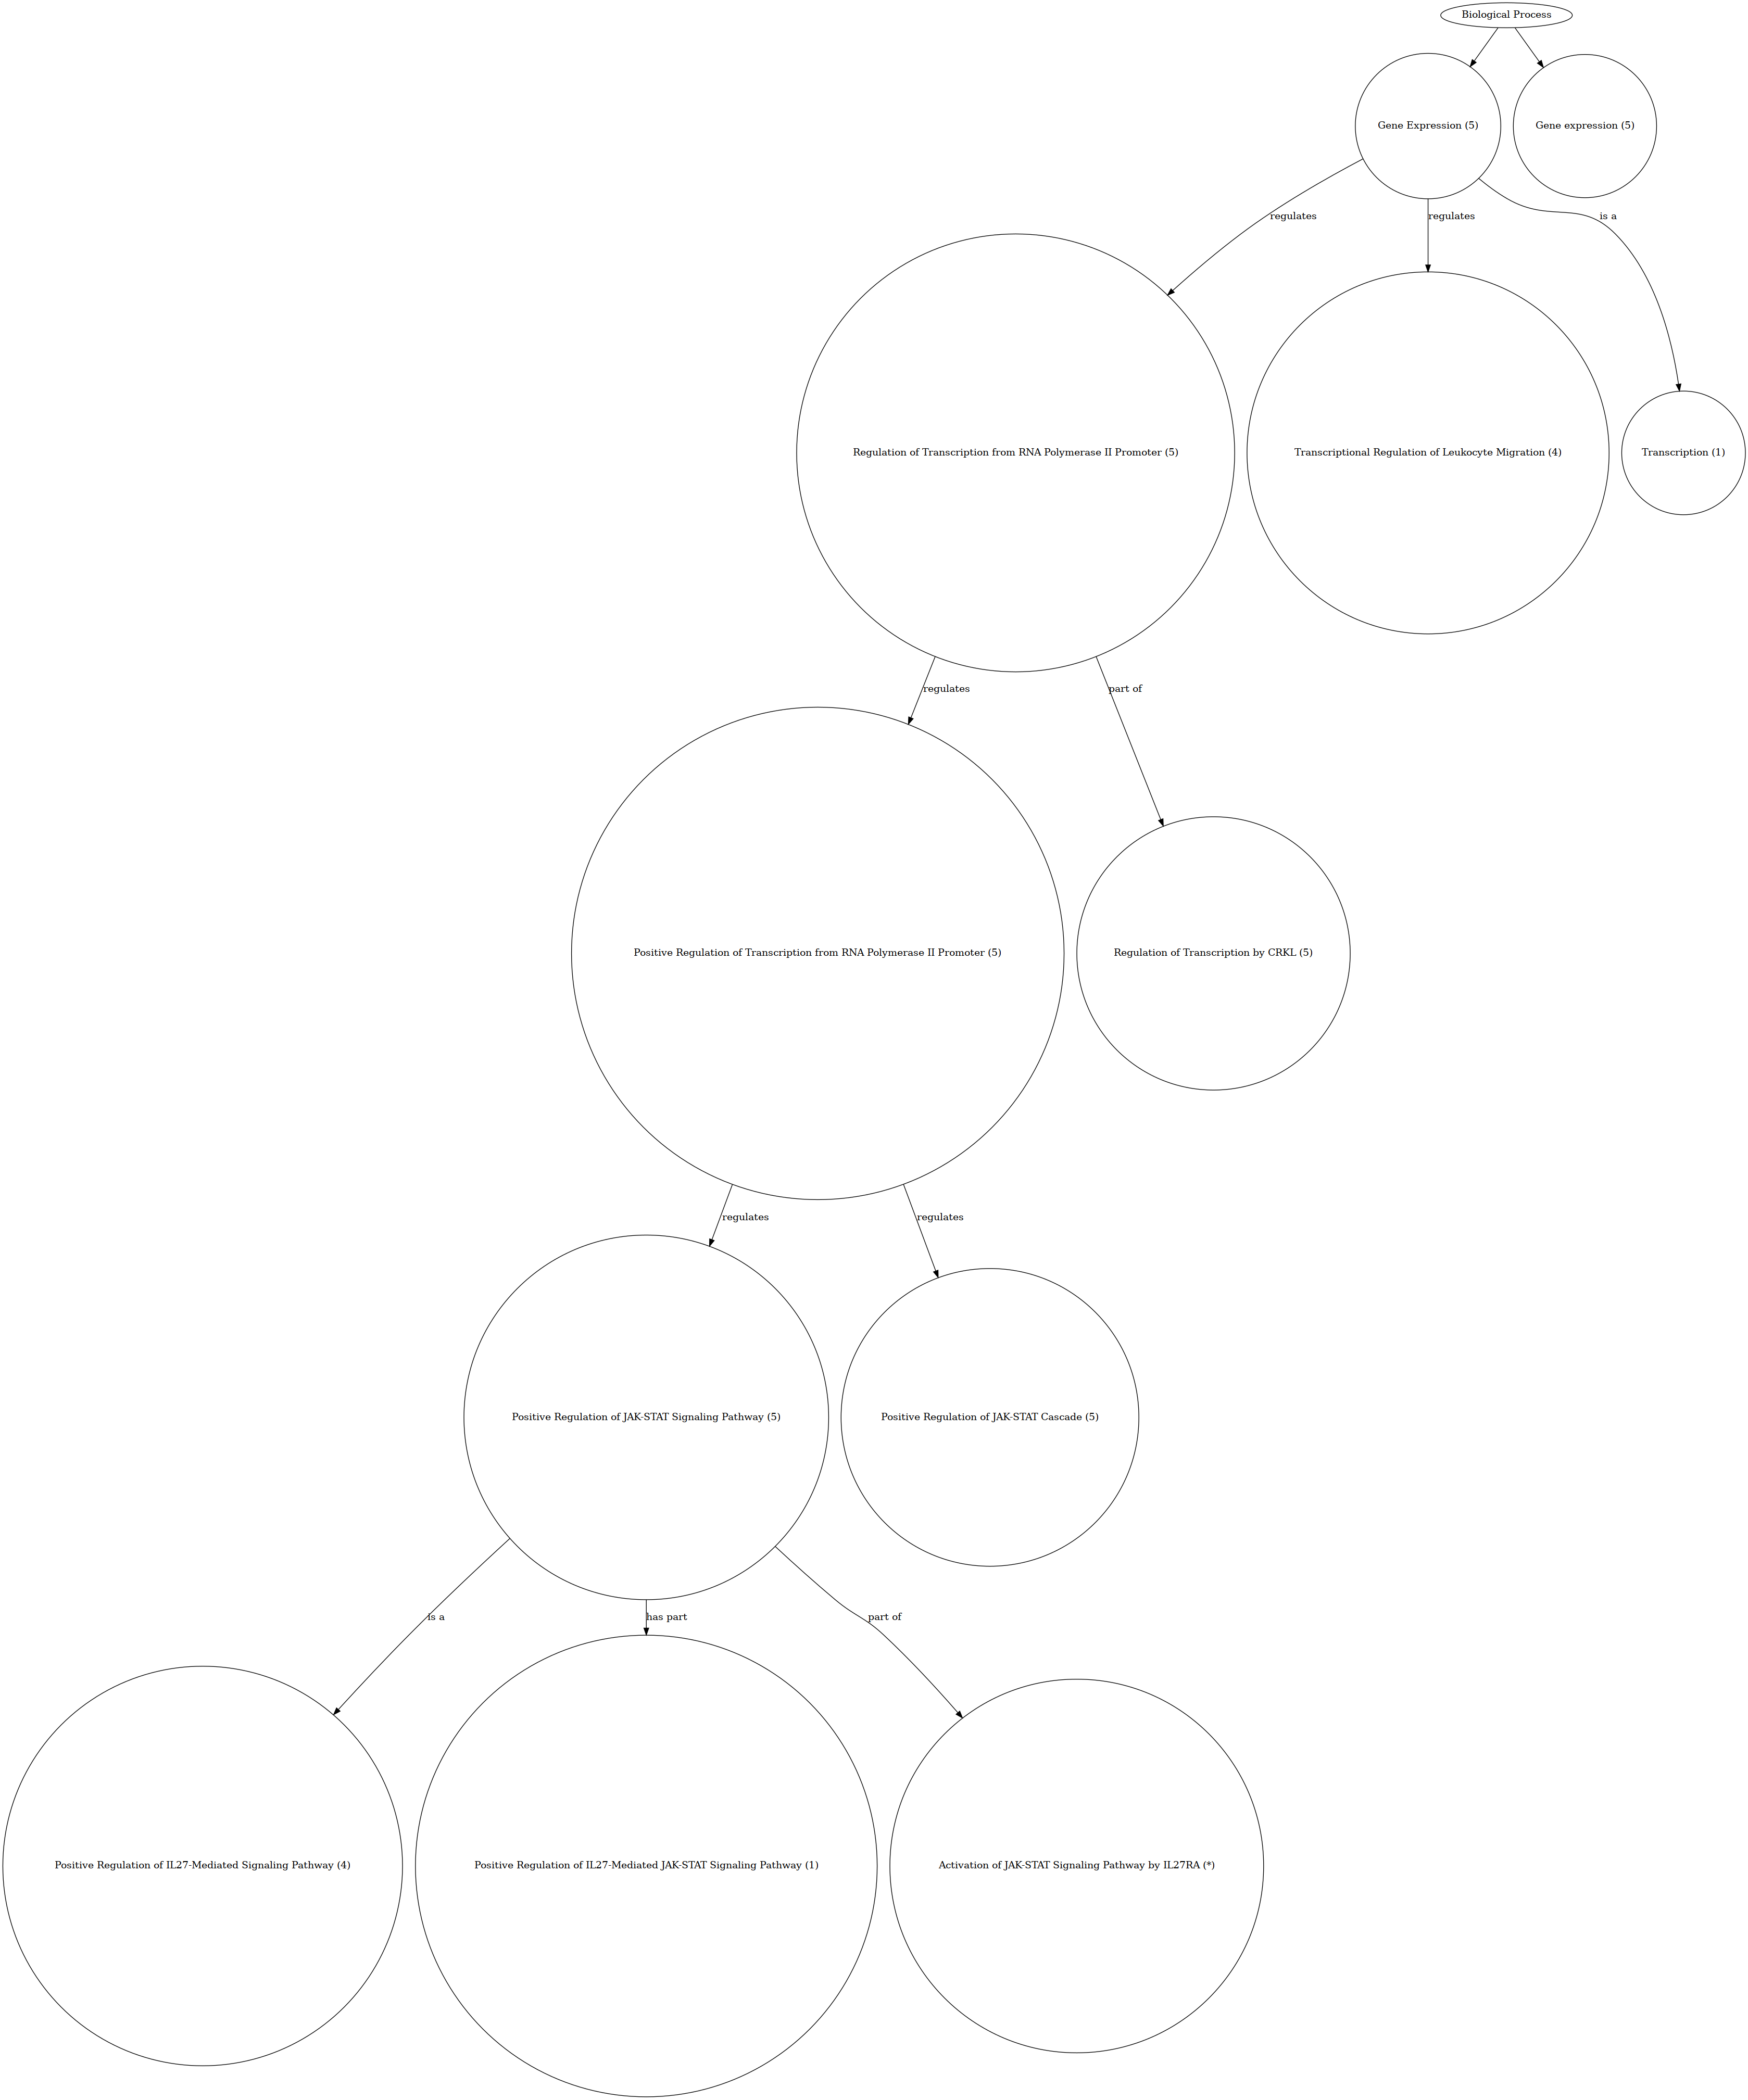 Biological Process
Gene Expression (5)
Gene expression (5)
regulates
regulates
is a
Regulation of Transcription from RNA Polymerase II Promoter (5)
Transcriptional Regulation of Leukocyte Migration (4)
Transcription (1)
regulates
part of
Positive Regulation of Transcription from RNA Polymerase II Promoter (5)
Regulation of Transcription by CRKL (5)
regulates
regulates
Positive Regulation of JAK-STAT Signaling Pathway (5)
Positive Regulation of JAK-STAT Cascade (5)
is a
has part
part of
Positive Regulation of IL27-Mediated Signaling Pathway (4)
Positive Regulation of IL27-Mediated JAK-STAT Signaling Pathway (1)
Activation of JAK-STAT Signaling Pathway by IL27RA (*)